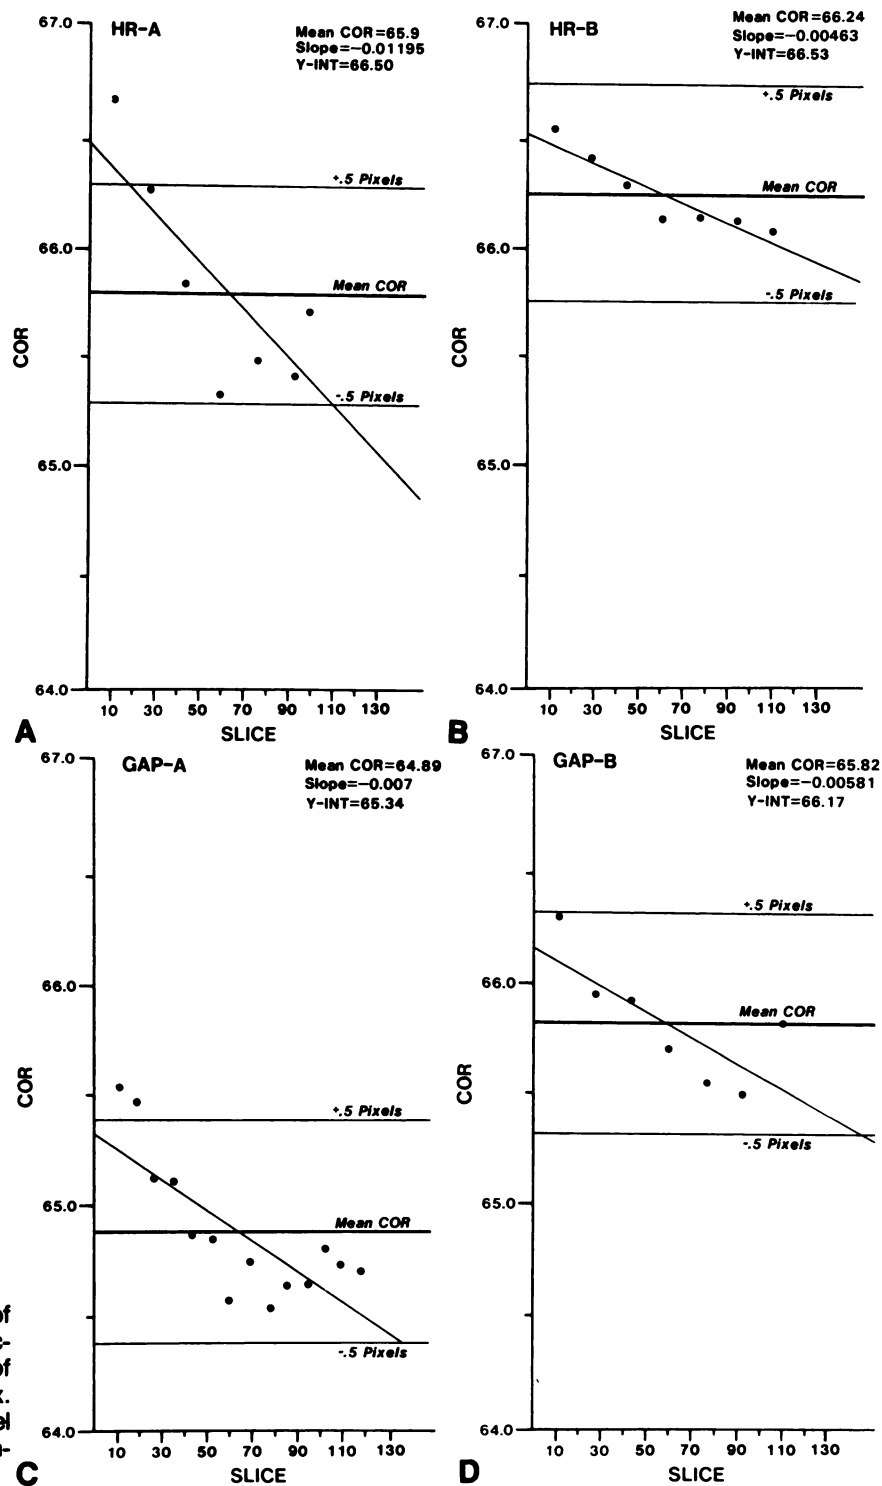 67.0
HR-A
Mean COR=65.9
Slope=-0.01195
Y-INT=66.50
+.5 Pixels
66.0
Mean COR
COR
-.5 Pixels
65.0
64.0
10 30 50 70 90 110 130
A
SLICE
67.0
HR-B
Mean COR=66.24
Slope=-0.00463
Y-INT=66.53
+.5 Pixels
Mean COR
66.0
-.5 Pixels
COR
65.0
64.0
10 30 50 70 90 110 130
B
SLICE
67.0
GAP-A
Mean COR=64.89
Slope=-0.007
Y-INT=65.34
66.0
COR
+.5 Pixels
65.0
Mean COR
-.5 Pixels
64.0
10 30 50 70 90 110 130
C
SLICE
67.0
GAP-B
Mean COR=65.82
Slope=-0.00581
Y-INT=66.17
+.5 Pixels
66.0
Mean COR
COR
-.5 Pixels
65.0
64.0
10 30 50 70 90 110 130
D
SLICE
of
c-
of
x.
el